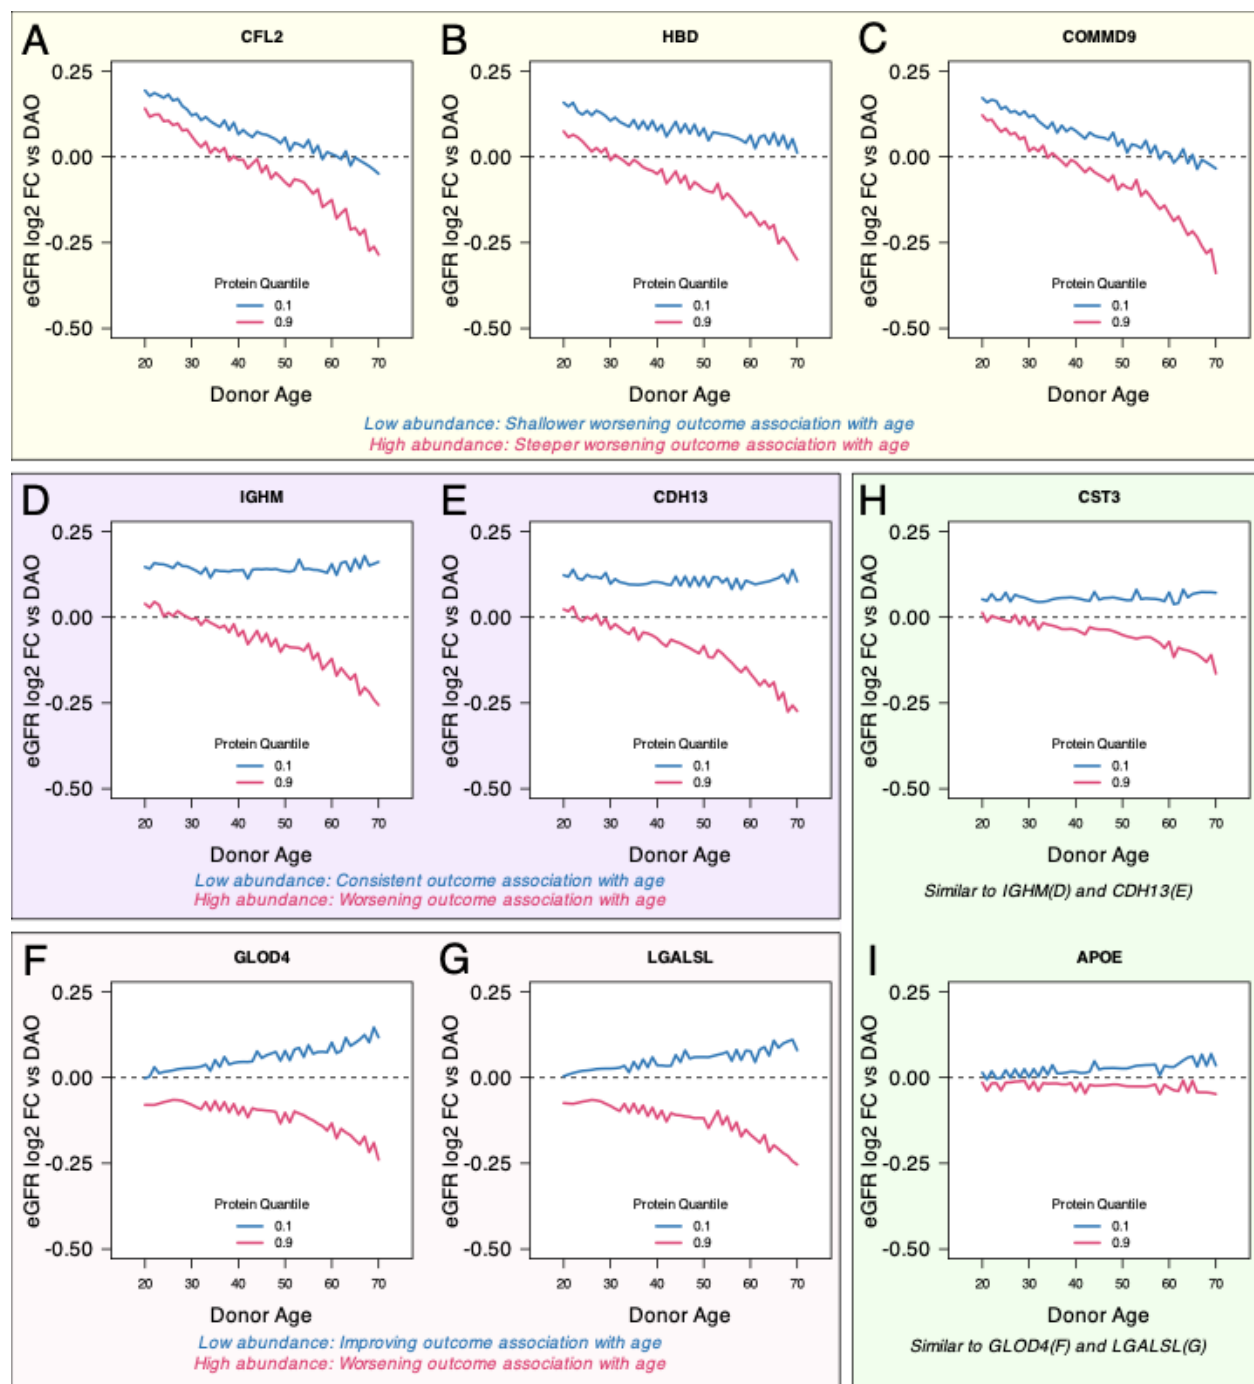 A
CFL2
eGFR log2 FC vs DAO
0.25
0.00
-0.25
-0.50
Protein Quantile
0.1
0.9
20 30 40 50 60 70
Donor Age
B
HBD
eGFR log2 FC vs DAO
0.25
0.00
-0.25
-0.50
Protein Quantile
0.1
0.9
20 30 40 50 60 70
Donor Age
C
COMMD9
eGFR log2 FC vs DAO
0.25
0.00
-0.25
-0.50
Protein Quantile
0.1
0.9
20 30 40 50 60 70
Donor Age
Low abundance: Shallower worsening outcome association with age
High abundance: Steeper worsening outcome association with age
D
IGHM
eGFR log2 FC vs DAO
0.25
0.00
-0.25
-0.50
Protein Quantile
0.1
0.9
20 30 40 50 60 70
Donor Age
E
CDH13
eGFR log2 FC vs DAO
0.25
0.00
-0.25
-0.50
Protein Quantile
0.1
0.9
20 30 40 50 60 70
Donor Age
Low abundance: Consistent outcome association with age
High abundance: Worsening outcome association with age
H
CST3
eGFR log2 FC vs DAO
0.25
0.00
-0.25
-0.50
Protein Quantile
0.1
0.9
20 30 40 50 60 70
Donor Age
Similar to IGHM(D) and CDH13(E)
F
GLOD4
eGFR log2 FC vs DAO
0.25
0.00
-0.25
-0.50
Protein Quantile
0.1
0.9
20 30 40 50 60 70
Donor Age
G
LGALSL
eGFR log2 FC vs DAO
0.25
0.00
-0.25
-0.50
Protein Quantile
0.1
0.9
20 30 40 50 60 70
Donor Age
Low abundance: Improving outcome association with age
High abundance: Worsening outcome association with age
I
APOE
eGFR log2 FC vs DAO
0.25
0.00
-0.25
-0.50
Protein Quantile
0.1
0.9
20 30 40 50 60 70
Donor Age
Similar to GLOD4(F) and LGALSL(G)